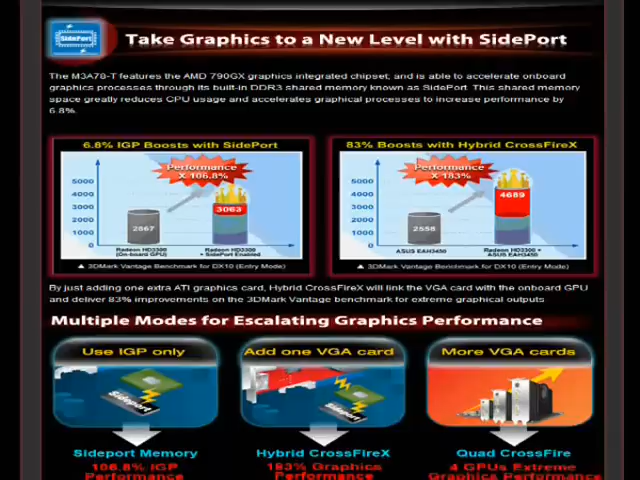 SidePort
Take Graphics to a New Level with SidePort
The M3A78-T features the AMD 790GX graphics integrated chipset; and is able to accelerate onboard
graphics processes through its built-in DDR3 shared memory known as SidePort. This shared memory
space greatly reduces CPU usage and accelerates graphical processes to increase performance by
6.8%.
6.8% IGP Boosts with SidePort
Performance
X 106.8%
5000
4000
3000
2000
1000
0
2867
3063
Radeon HD3300
(On-board GPU)
Radeon HD3300
+ SidePort Enabled
▲ 3DMark Vantage Benchmark for DX10 (Entry Mode)
83% Boosts with Hybrid CrossFireX
Performance
X 183%
5000
4000
3000
2000
1000
0
2558
4689
ASUS EAH3450
Radeon HD3300 +
ASUS EAH3450
▲ 3DMark Vantage Benchmark for DX10 (Entry Mode)
By just adding one extra ATI graphics card, Hybrid CrossFireX will link the VGA card with the onboard GPU
and deliver 83% improvements on the 3DMark Vantage benchmark for extreme graphical outputs.
Multiple Modes for Escalating Graphics Performance
Use IGP only
Add one VGA card
More VGA cards
Sideport
Sideport
Sideport Memory
Hybrid CrossFireX
Quad CrossFire
106.8% IGP
Performance
183% Graphics
Performance
4 GPUs Extreme
Graphics Performance